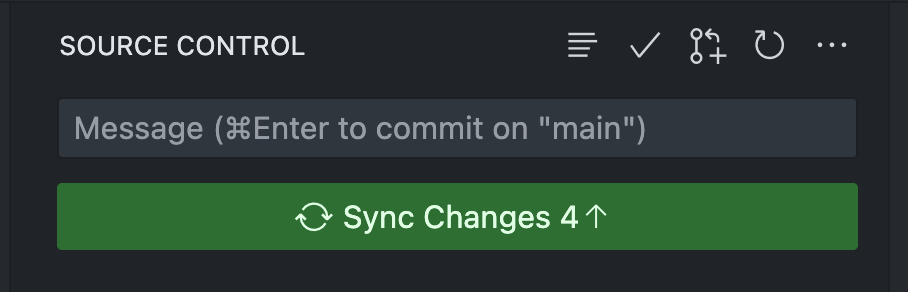 SOURCE CONTROL
Message (⌘Enter to commit on "main")
Sync Changes 4↑